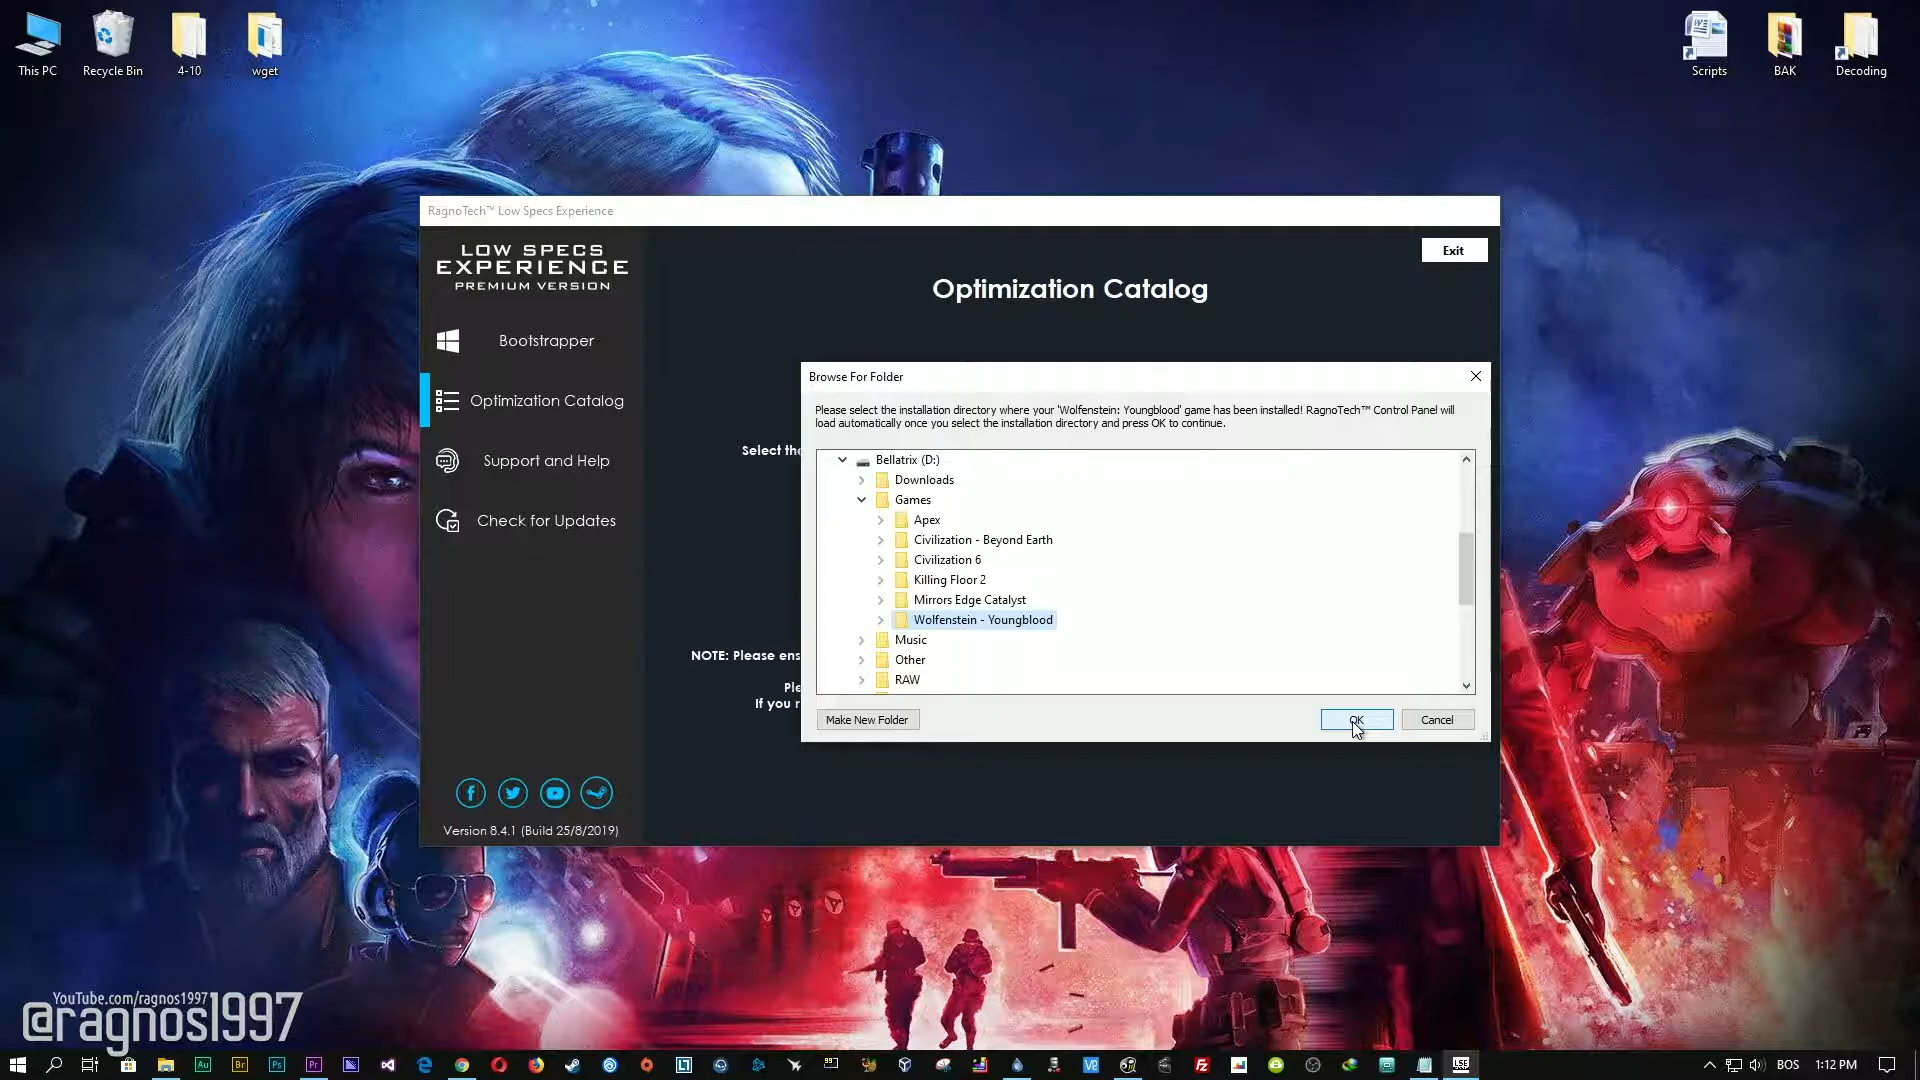 This PC
Recycle Bin
4-10
wget
Scripts
BAK
Decoding
RagnoTech™ Low Specs Experience
LOW SPECS
EXPERIENCE
PREMIUM VERSION
Bootstrapper
Optimization Catalog
Support and Help
Check for Updates
Version 8.4.1 (Build 25/8/2019)
Exit
Optimization Catalog
Select the
NOTE: Please ens
Ple
If you r
Browse For Folder
Please select the installation directory where your 'Wolfenstein: Youngblood' game has been installed! RagnoTech™ Control Panel will
load automatically once you select the installation directory and press OK to continue.
Bellatrix (D:)
Downloads
Games
Apex
Civilization - Beyond Earth
Civilization 6
Killing Floor 2
Mirrors Edge Catalyst
Wolfenstein - Youngblood
Music
Other
RAW
Make New Folder
OK
Cancel
YouTube.com/ragnos1997
@ragnos1997
Au
Br
Ps
Pr
LSE
BOS
1:12 PM